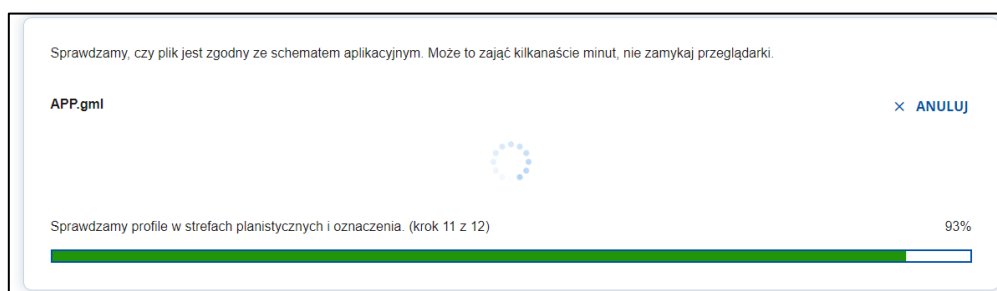 Sprawdzamy, czy plik jest zgodny ze schematem aplikacyjnym. Może to zająć kilkanaście minut, nie zamykaj przeglądarki.
APP.gml
× ANULUJ
Sprawdzamy profile w strefach planistycznych i oznaczenia. (krok 11 z 12)
93%